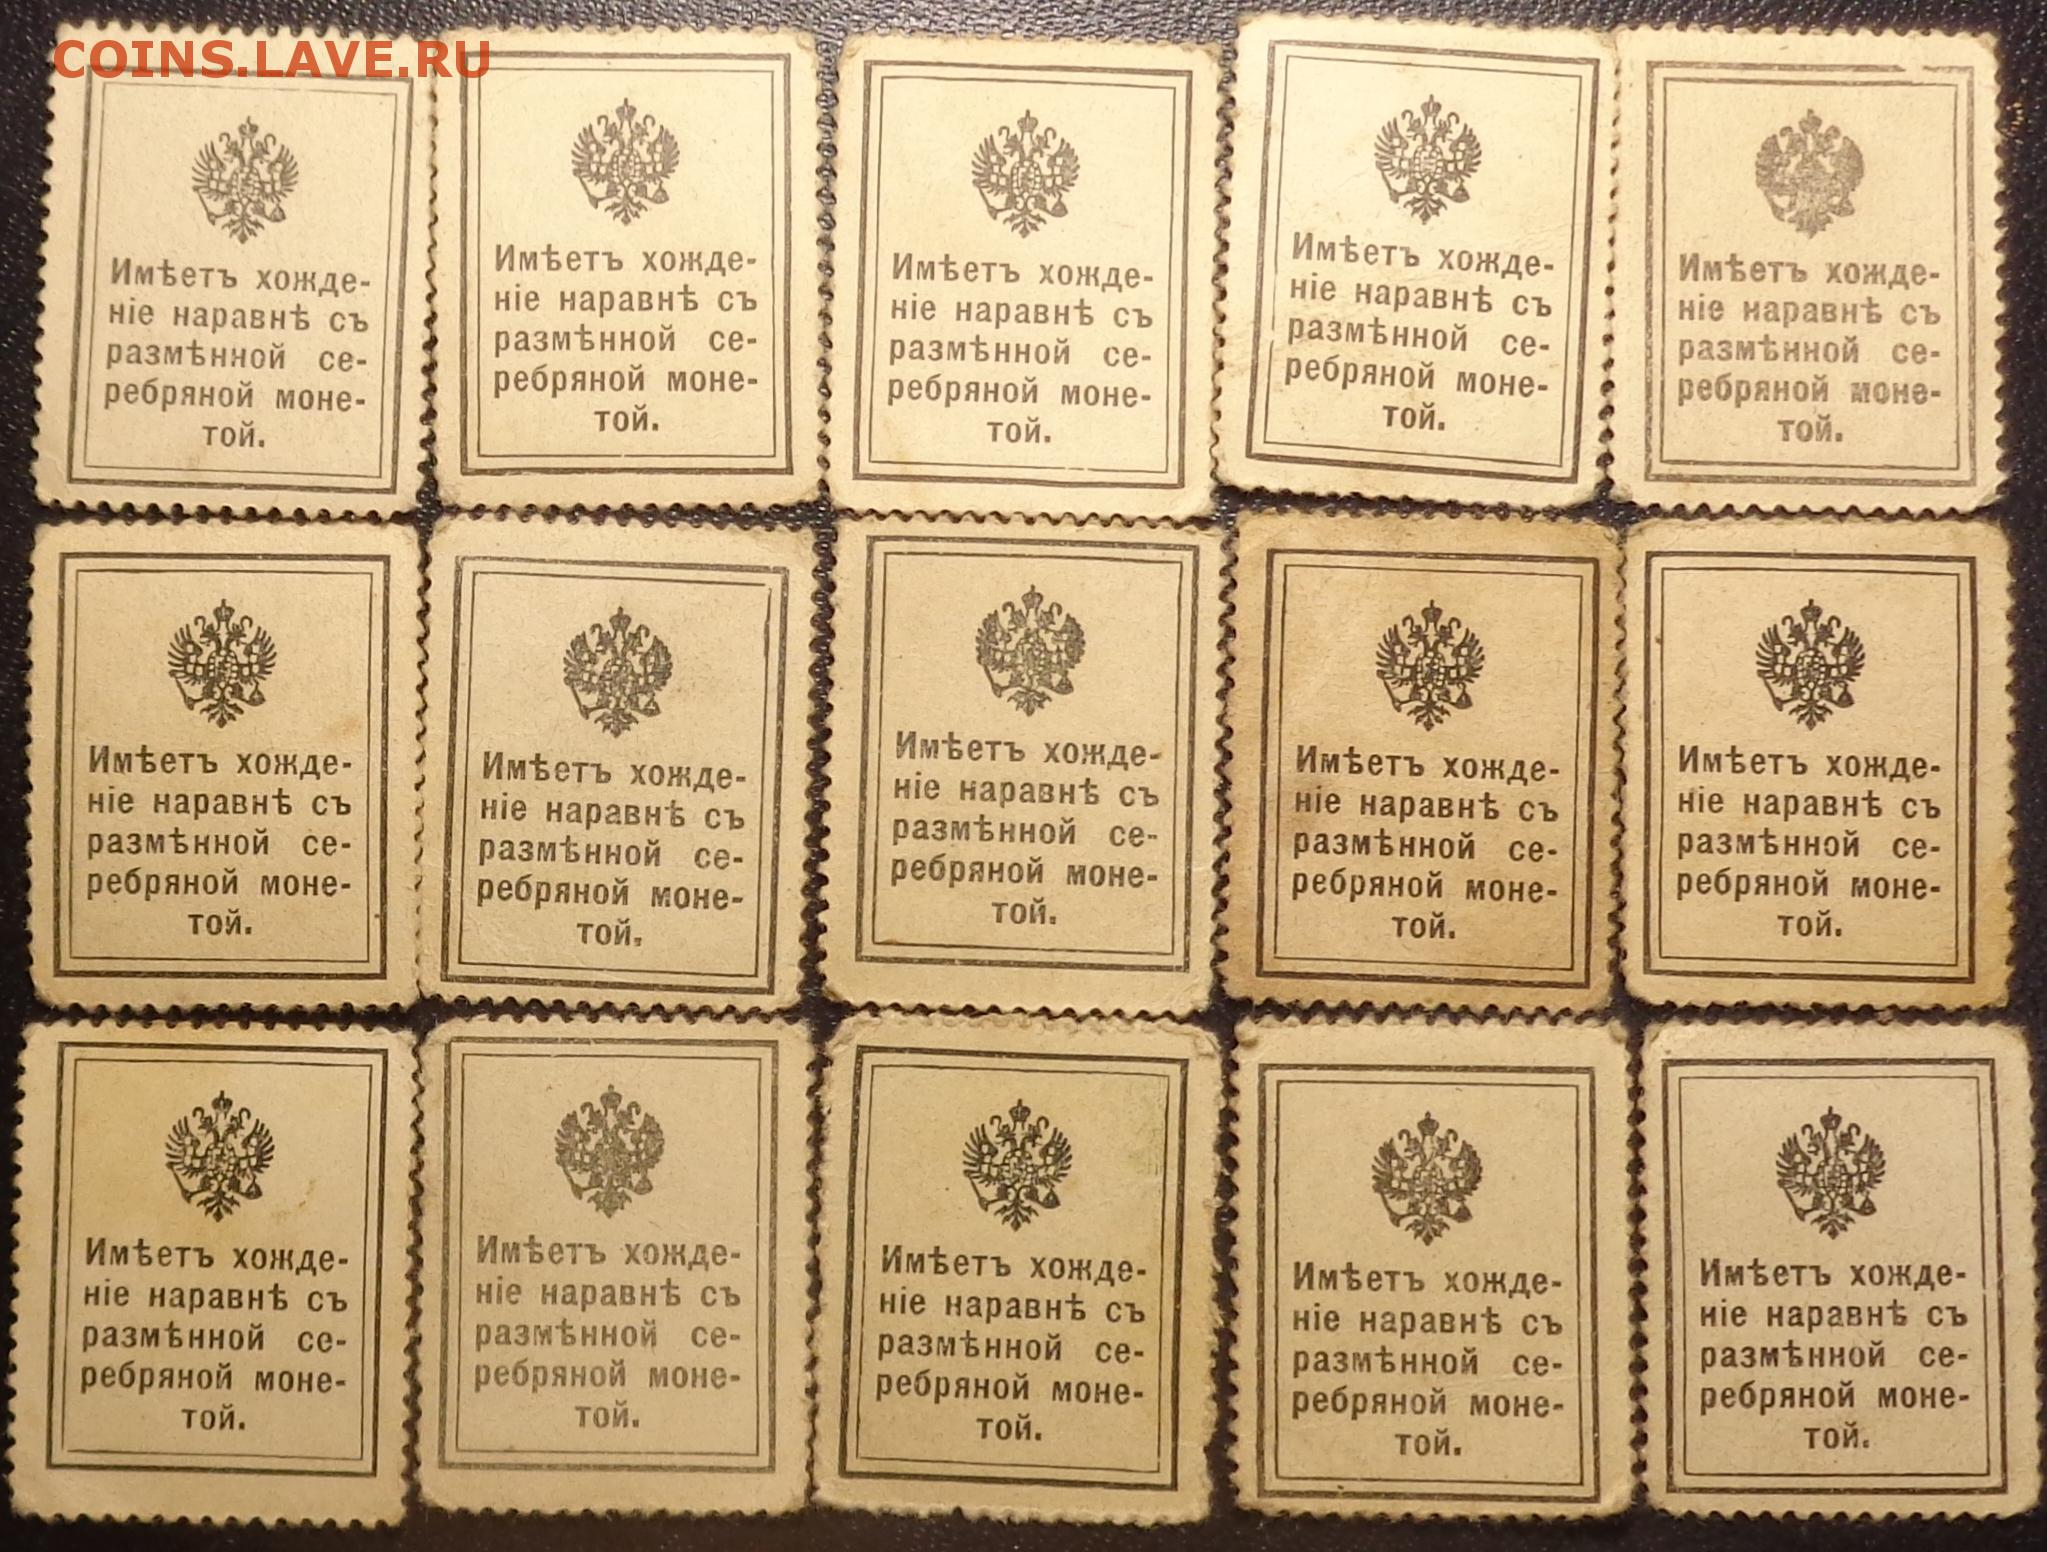 COINS.LAVE.RU
Имѣетъ хожде-
ніе наравнѣ съ
размѣнной се-
ребряной моне-
той.
Имѣетъ хожде-
ніе наравнѣ съ
размѣнной се-
ребряной моне-
той.
Имѣетъ хожде-
ніе наравнѣ съ
размѣнной се-
ребряной моне-
той.
Имѣетъ хожде-
ніе наравнѣ съ
размѣнной се-
ребряной моне-
той.
Имѣетъ хожде-
ніе наравнѣ съ
размѣнной се-
ребряной моне-
той.
Имѣетъ хожде-
ніе наравнѣ съ
размѣнной се-
ребряной моне-
той.
Имѣетъ хожде-
ніе наравнѣ съ
размѣнной се-
ребряной моне-
той.
Имѣетъ хожде-
ніе наравнѣ съ
размѣнной се-
ребряной моне-
той.
Имѣетъ хожде-
ніе наравнѣ съ
размѣнной се-
ребряной моне-
той.
Имѣетъ хожде-
ніе наравнѣ съ
размѣнной се-
ребряной моне-
той.
Имѣетъ хожде-
ніе наравнѣ съ
размѣнной се-
ребряной моне-
той.
Имѣетъ хожде-
ніе наравнѣ съ
размѣнной се-
ребряной моне-
той.
Имѣетъ хожде-
ніе наравнѣ съ
размѣнной се-
ребряной моне-
той.
Имѣетъ хожде-
ніе наравнѣ съ
размѣнной се-
ребряной моне-
той.
Имѣетъ хожде-
ніе наравнѣ съ
размѣнной се-
ребряной моне-
той.